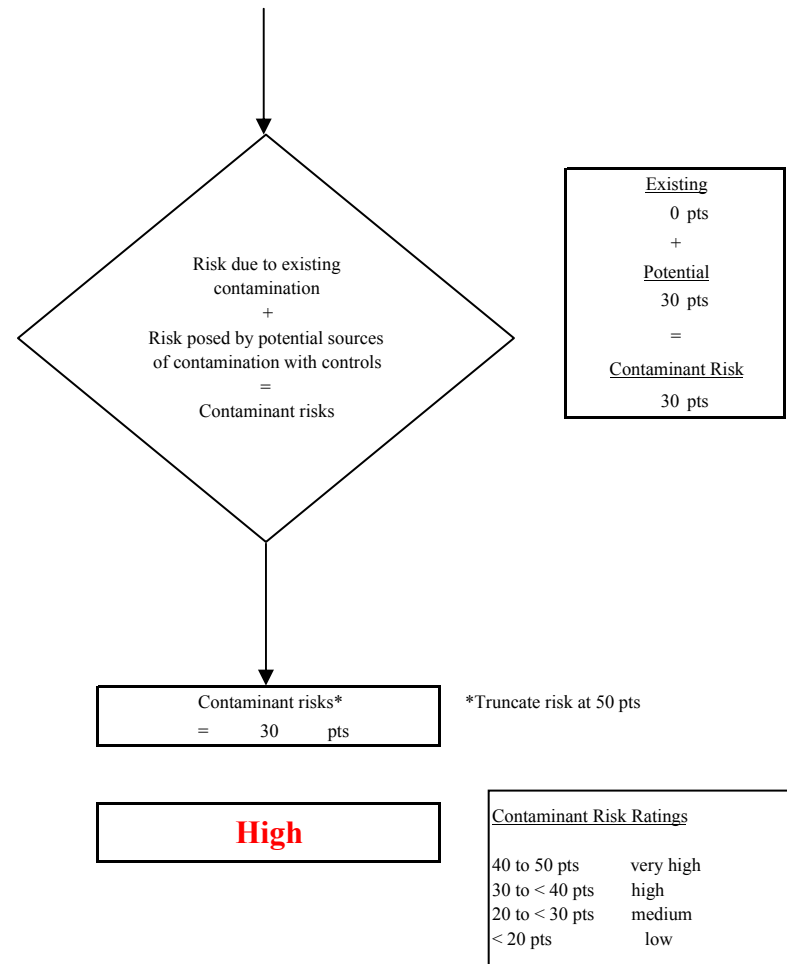 Risk due to existing
contamination
+
Risk posed by potential sources
of contamination with controls
=
Contaminant risks
Existing
0 pts
+
Potential
30 pts
=
Contaminant Risk
30 pts
Contaminant risks*
= 30 pts
*Truncate risk at 50 pts
High
Contaminant Risk Ratings
40 to 50 pts very high
30 to < 40 pts high
20 to < 30 pts medium
< 20 pts low